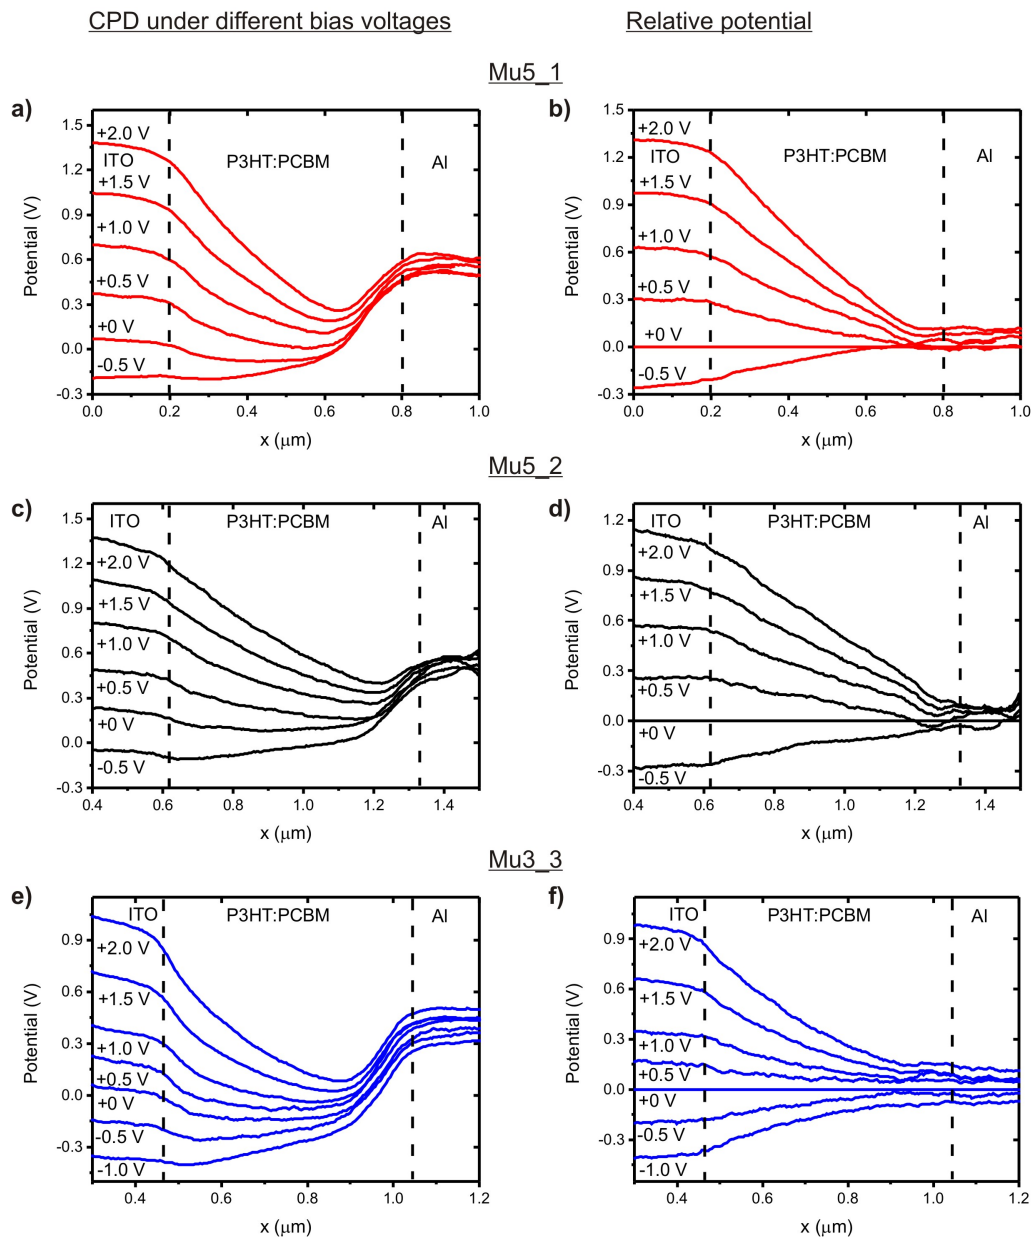 CPD under different bias voltages
Relative potential
Mu5_1
a)
Potential (V)
1.5
1.2
0.9
0.6
0.3
0.0
-0.3
+2.0 V
ITO
P3HT:PCBM
Al
+1.5 V
+1.0 V
+0.5 V
+0 V
-0.5 V
0.0 0.2 0.4 0.6 0.8 1.0
x (μm)
b)
Potential (V)
1.5
1.2
0.9
0.6
0.3
0.0
-0.3
+2.0 V
ITO
P3HT:PCBM
Al
+1.5 V
+1.0 V
+0.5 V
+0 V
-0.5 V
0.0 0.2 0.4 0.6 0.8 1.0
x (μm)
Mu5_2
c)
Potential (V)
1.5
1.2
0.9
0.6
0.3
0.0
-0.3
ITO
P3HT:PCBM
Al
+2.0 V
+1.5 V
+1.0 V
+0.5 V
+0 V
-0.5 V
0.4 0.6 0.8 1.0 1.2 1.4
x (μm)
d)
Potential (V)
1.2
0.9
0.6
0.3
0.0
-0.3
ITO
P3HT:PCBM
Al
+2.0 V
+1.5 V
+1.0 V
+0.5 V
+0 V
-0.5 V
0.4 0.6 0.8 1.0 1.2 1.4
x (μm)
Mu3_3
e)
Potential (V)
0.9
0.6
0.3
0.0
-0.3
ITO
P3HT:PCBM
Al
+2.0 V
+1.5 V
+1.0 V
+0.5 V
+0 V
-0.5 V
-1.0 V
0.4 0.6 0.8 1.0 1.2
x (μm)
f)
Potential (V)
0.9
0.6
0.3
0.0
-0.3
ITO
P3HT:PCBM
Al
+2.0 V
+1.5 V
+1.0 V
+0.5 V
+0 V
-0.5 V
-1.0 V
0.4 0.6 0.8 1.0 1.2
x (μm)